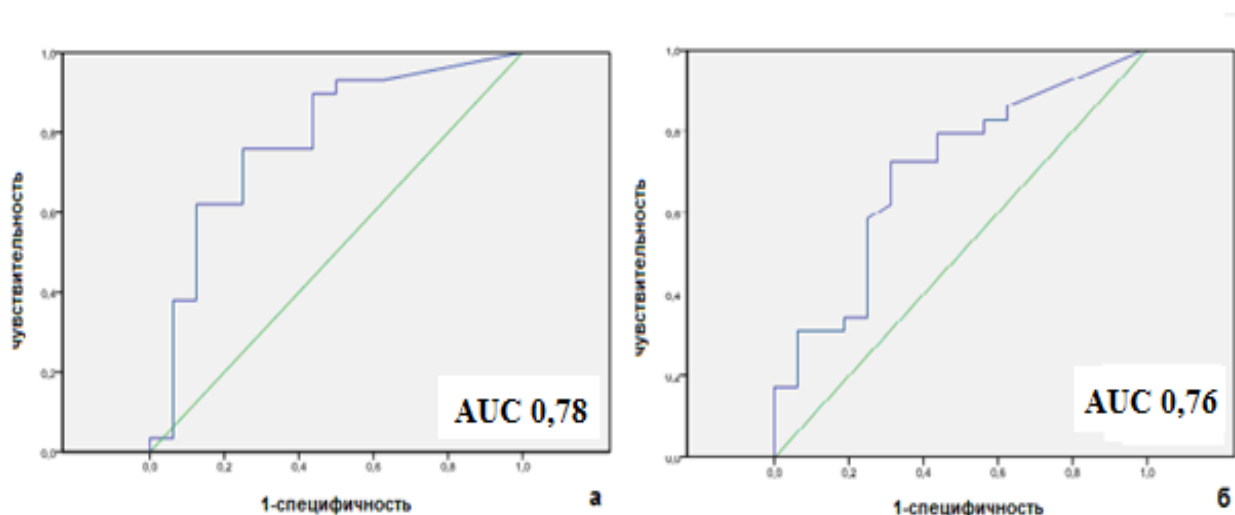 1,0
0,8
0,6
0,4
0,2
0,0
чувствительность
0,0 0,2 0,4 0,6 0,8 1,0
1-специфичность
AUC 0,78
а
1,0
0,8
0,6
0,4
0,2
0,0
чувствительность
0,0 0,2 0,4 0,6 0,8 1,0
1-специфичность
AUC 0,76
б